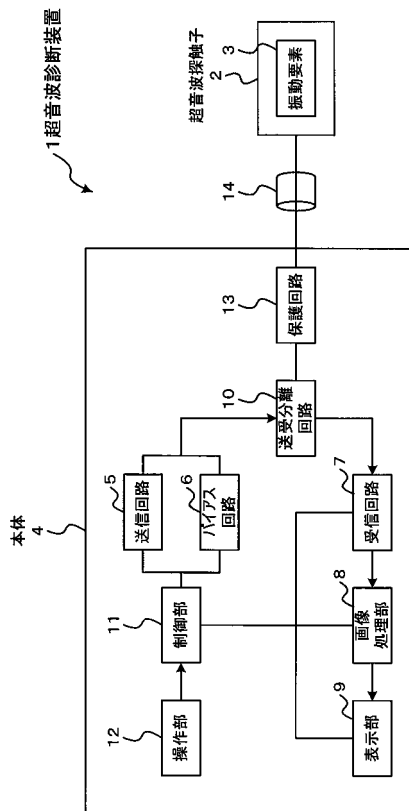 1超音波診断装置
本体
4
超音波探触子
2
3
振動要素
14
13
保護回路
10
送受分離
回路
5
送信回路
6
バイアス
回路
11
制御部
12
操作部
7
受信回路
8
画像
処理部
9
表示部